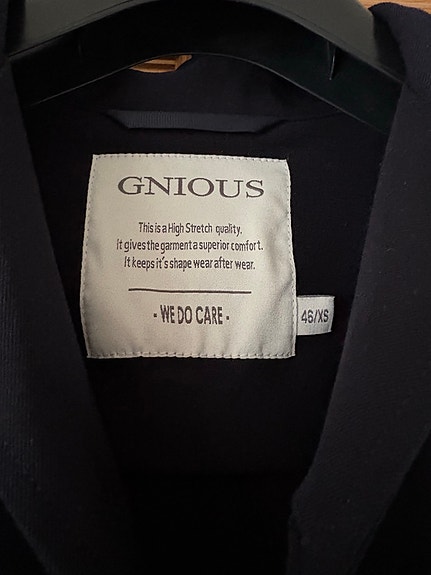 GNIOUS
This is a High Stretch quality.
It gives the garment a superior comfort.
It keeps it's shape wear after wear.
- WE DO CARE -
46/XS